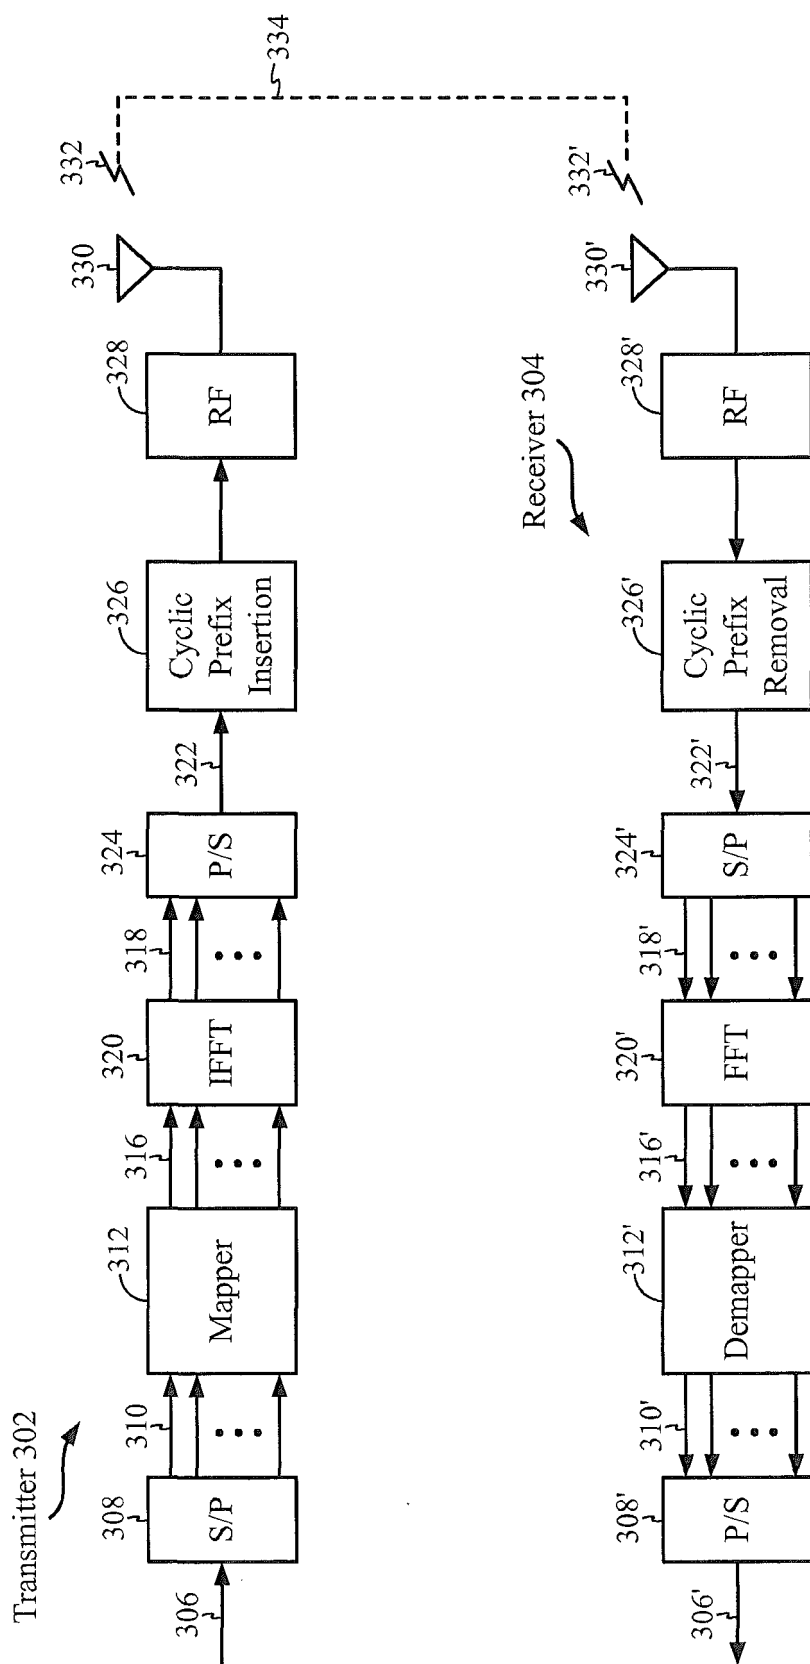 Transmitter 302
306
308
S/P
310
312
Mapper
316
320
IFFT
318
324
P/S
322
326
Cyclic
Prefix
Insertion
328
RF
330
332
334
Receiver 304
306'
308'
P/S
310'
312'
Demapper
316'
320'
FFT
318'
324'
S/P
322'
326'
Cyclic
Prefix
Removal
328'
RF
330'
332'